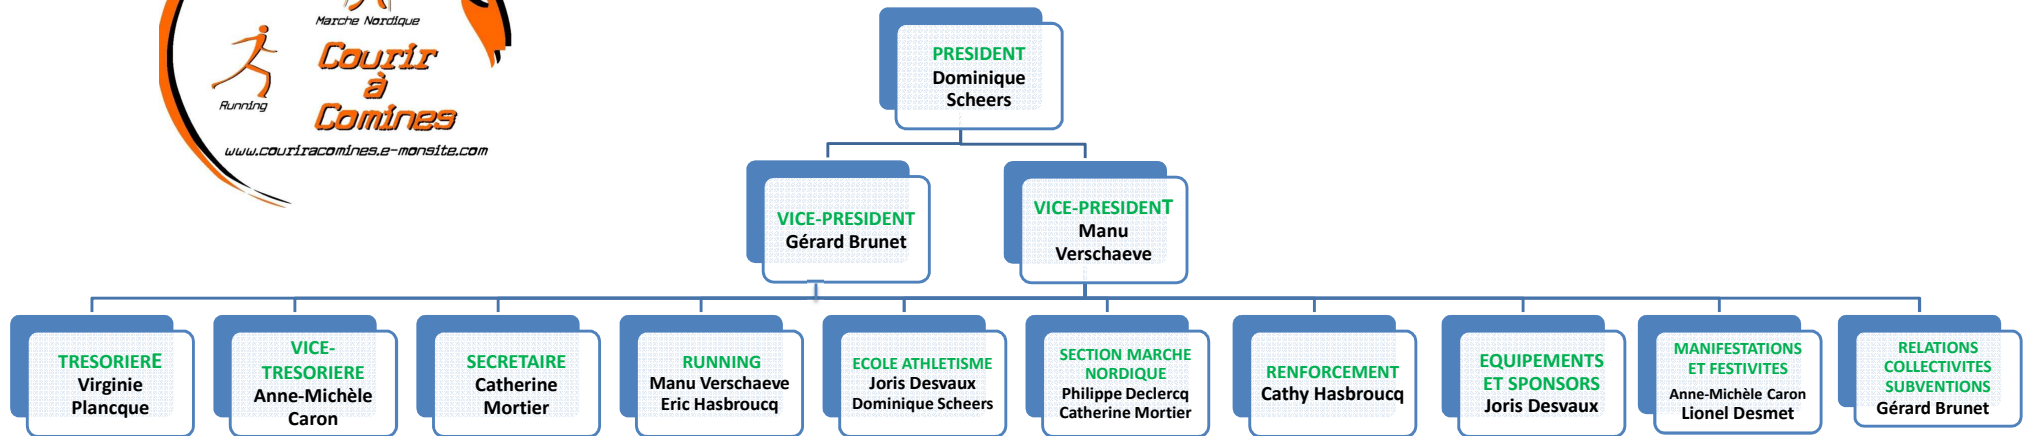 Marche Nordique
Running
Courir
à
Comines
www.couriracomines.e-monsite.com
PRESIDENT
Dominique
Scheers
VICE-PRESIDENT
Gérard Brunet
VICE-PRESIDENT
Manu
Verschaeve
TRESORIERE
Virginie
Plancque
VICE-
TRESORIERE
Anne-Michèle
Caron
SECRETAIRE
Catherine
Mortier
RUNNING
Manu Verschaeve
Eric Hasbroucq
ECOLE ATHLETISME
Joris Desvaux
Dominique Scheers
SECTION MARCHE
NORDIQUE
Philippe Declercq
Catherine Mortier
RENFORCEMENT
Cathy Hasbroucq
EQUIPEMENTS
ET SPONSORS
Joris Desvaux
MANIFESTATIONS
ET FESTIVITES
Anne-Michèle Caron
Lionel Desmet
RELATIONS
COLLECTIVITES
SUBVENTIONS
Gérard Brunet